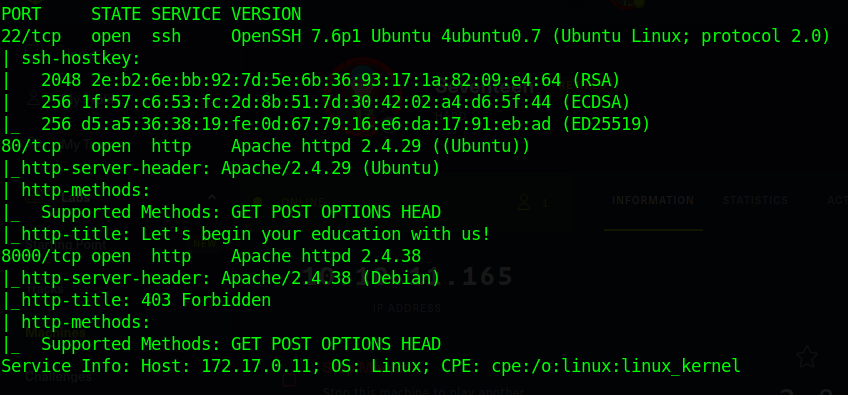 PORT     STATE SERVICE VERSION
22/tcp   open  ssh     OpenSSH 7.6p1 Ubuntu 4ubuntu0.7 (Ubuntu Linux; protocol 2.0)
| ssh-hostkey:
|   2048 2e:b2:6e:bb:92:7d:5e:6b:36:93:17:1a:82:09:e4:64 (RSA)
|   256 1f:57:c6:53:fc:2d:8b:51:7d:30:42:02:a4:d6:5f:44 (ECDSA)
|_  256 d5:a5:36:38:19:fe:0d:67:79:16:e6:da:17:91:eb:ad (ED25519)
80/tcp   open  http    Apache httpd 2.4.29 ((Ubuntu))
|_http-server-header: Apache/2.4.29 (Ubuntu)
| http-methods:
|_  Supported Methods: GET POST OPTIONS HEAD
INFORMATION STATISTICS
|_http-title: Let's begin your education with us!
8000/tcp open  http    Apache httpd 2.4.38
|_http-server-header: Apache/2.4.38 (Debian)
|_http-title: 403 Forbidden
IP ADDRESS
| http-methods:
|_  Supported Methods: GET POST OPTIONS HEAD
Service Info: Host: 172.17.0.11; OS: Linux; CPE: cpe:/o:linux:linux_kernel